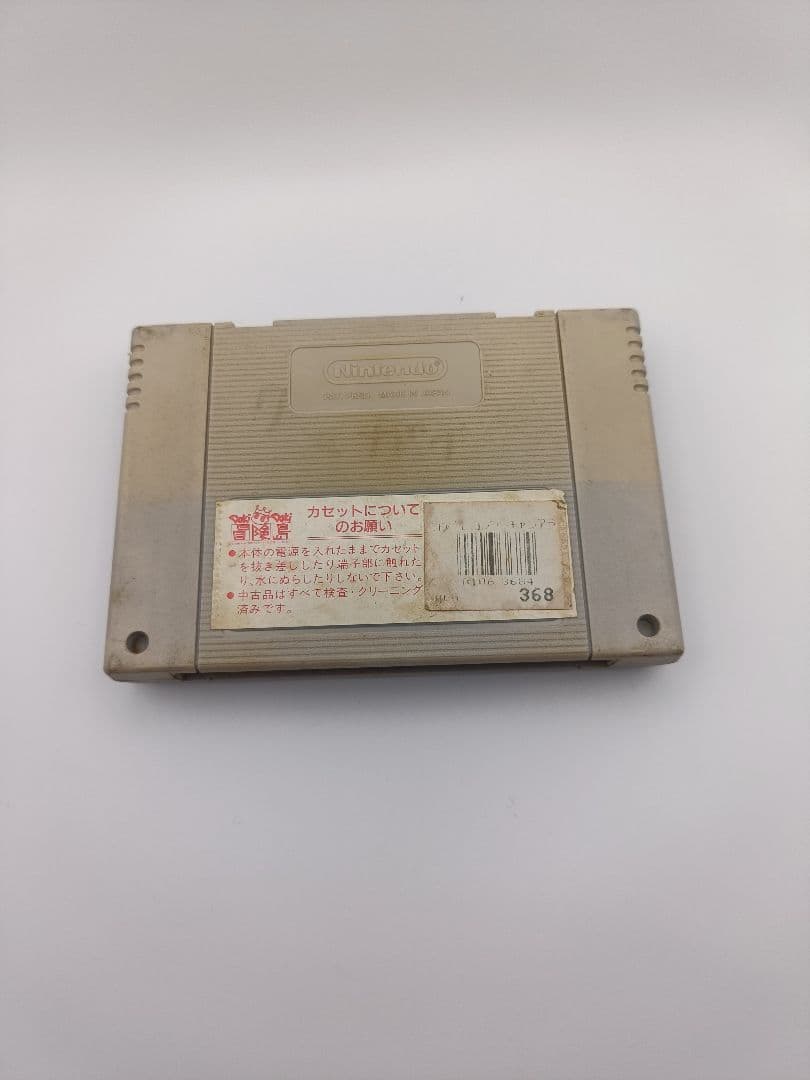 Nintendo
PAT. PEND. MADE IN JAPAN
DokiDoki
冒険島
カセットについて
のお願い
●本体の電源を入れたままでカセット
を抜き差ししたり端子部に触れた
り、水にぬらしたりしないで下さい。
●中古品はすべて検査・クリーニング
済みです。
368